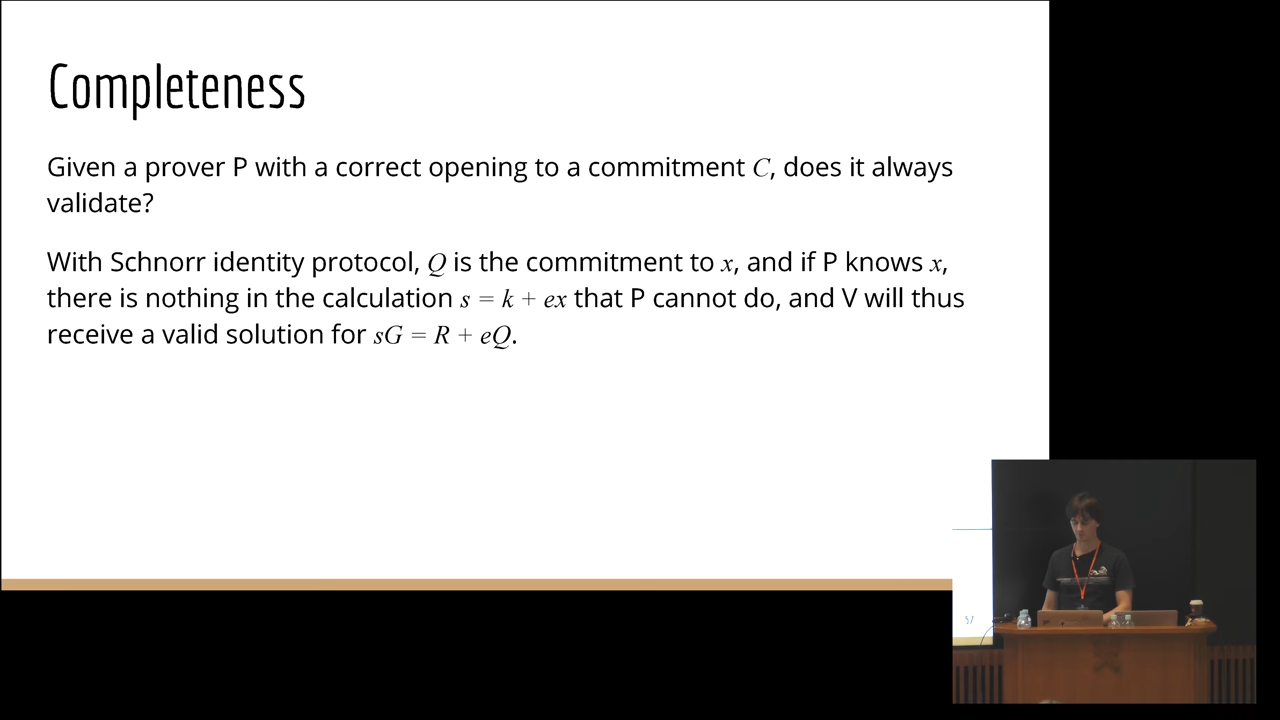 Completeness
Given a prover P with a correct opening to a commitment C, does it always
validate?
With Schnorr identity protocol, Q is the commitment to x, and if P knows x,
there is nothing in the calculation s = k + ex that P cannot do, and V will thus
receive a valid solution for sG = R + eQ.
57